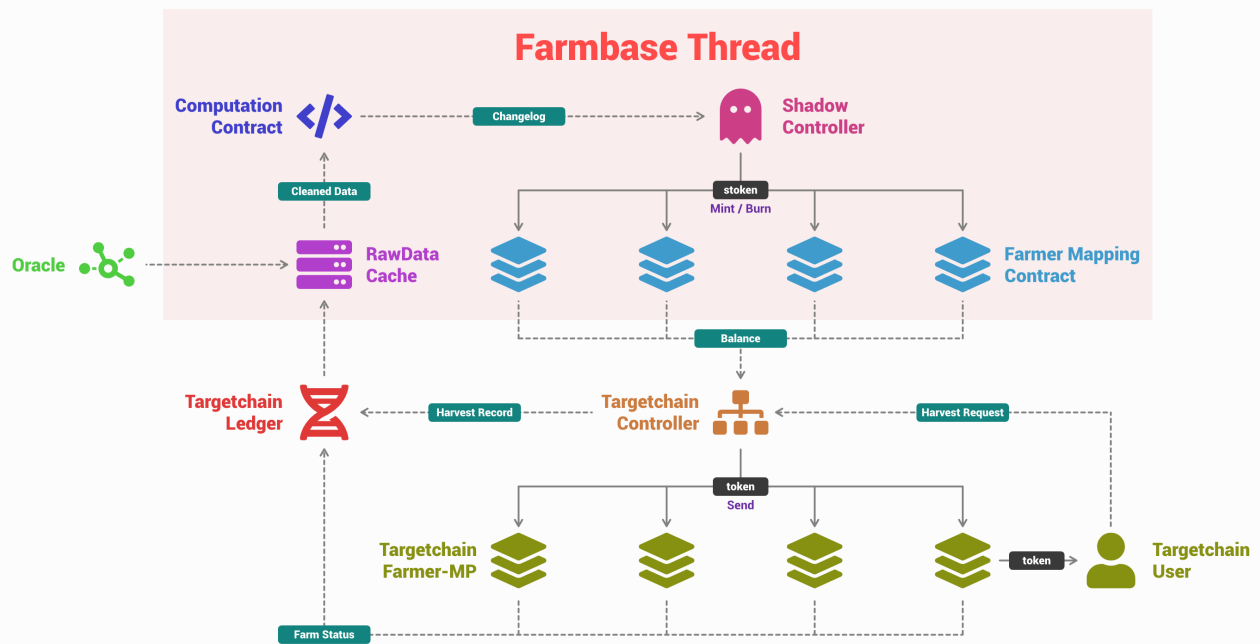 Farmbase Thread
Computation
Contract
Changelog
Shadow
Controller
Cleaned Data
stoken
Mint / Burn
Oracle
RawData
Cache
Farmer Mapping
Contract
Balance
Targetchain
Ledger
Harvest Record
Targetchain
Controller
Harvest Request
token
Send
Targetchain
Farmer-MP
token
Targetchain
User
Farm Status